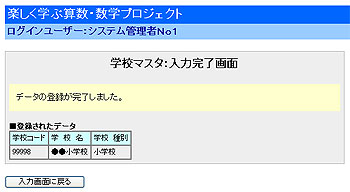 楽しく学ぶ算数・数学プロジェクト
ログインユーザー:システム管理者No1
学校マスタ:入力完了画面
データの登録が完了しました。
■登録されたデータ
学校コード 学 校 名 学校 種別
99998 ●●小学校 小学校
入力画面に戻る